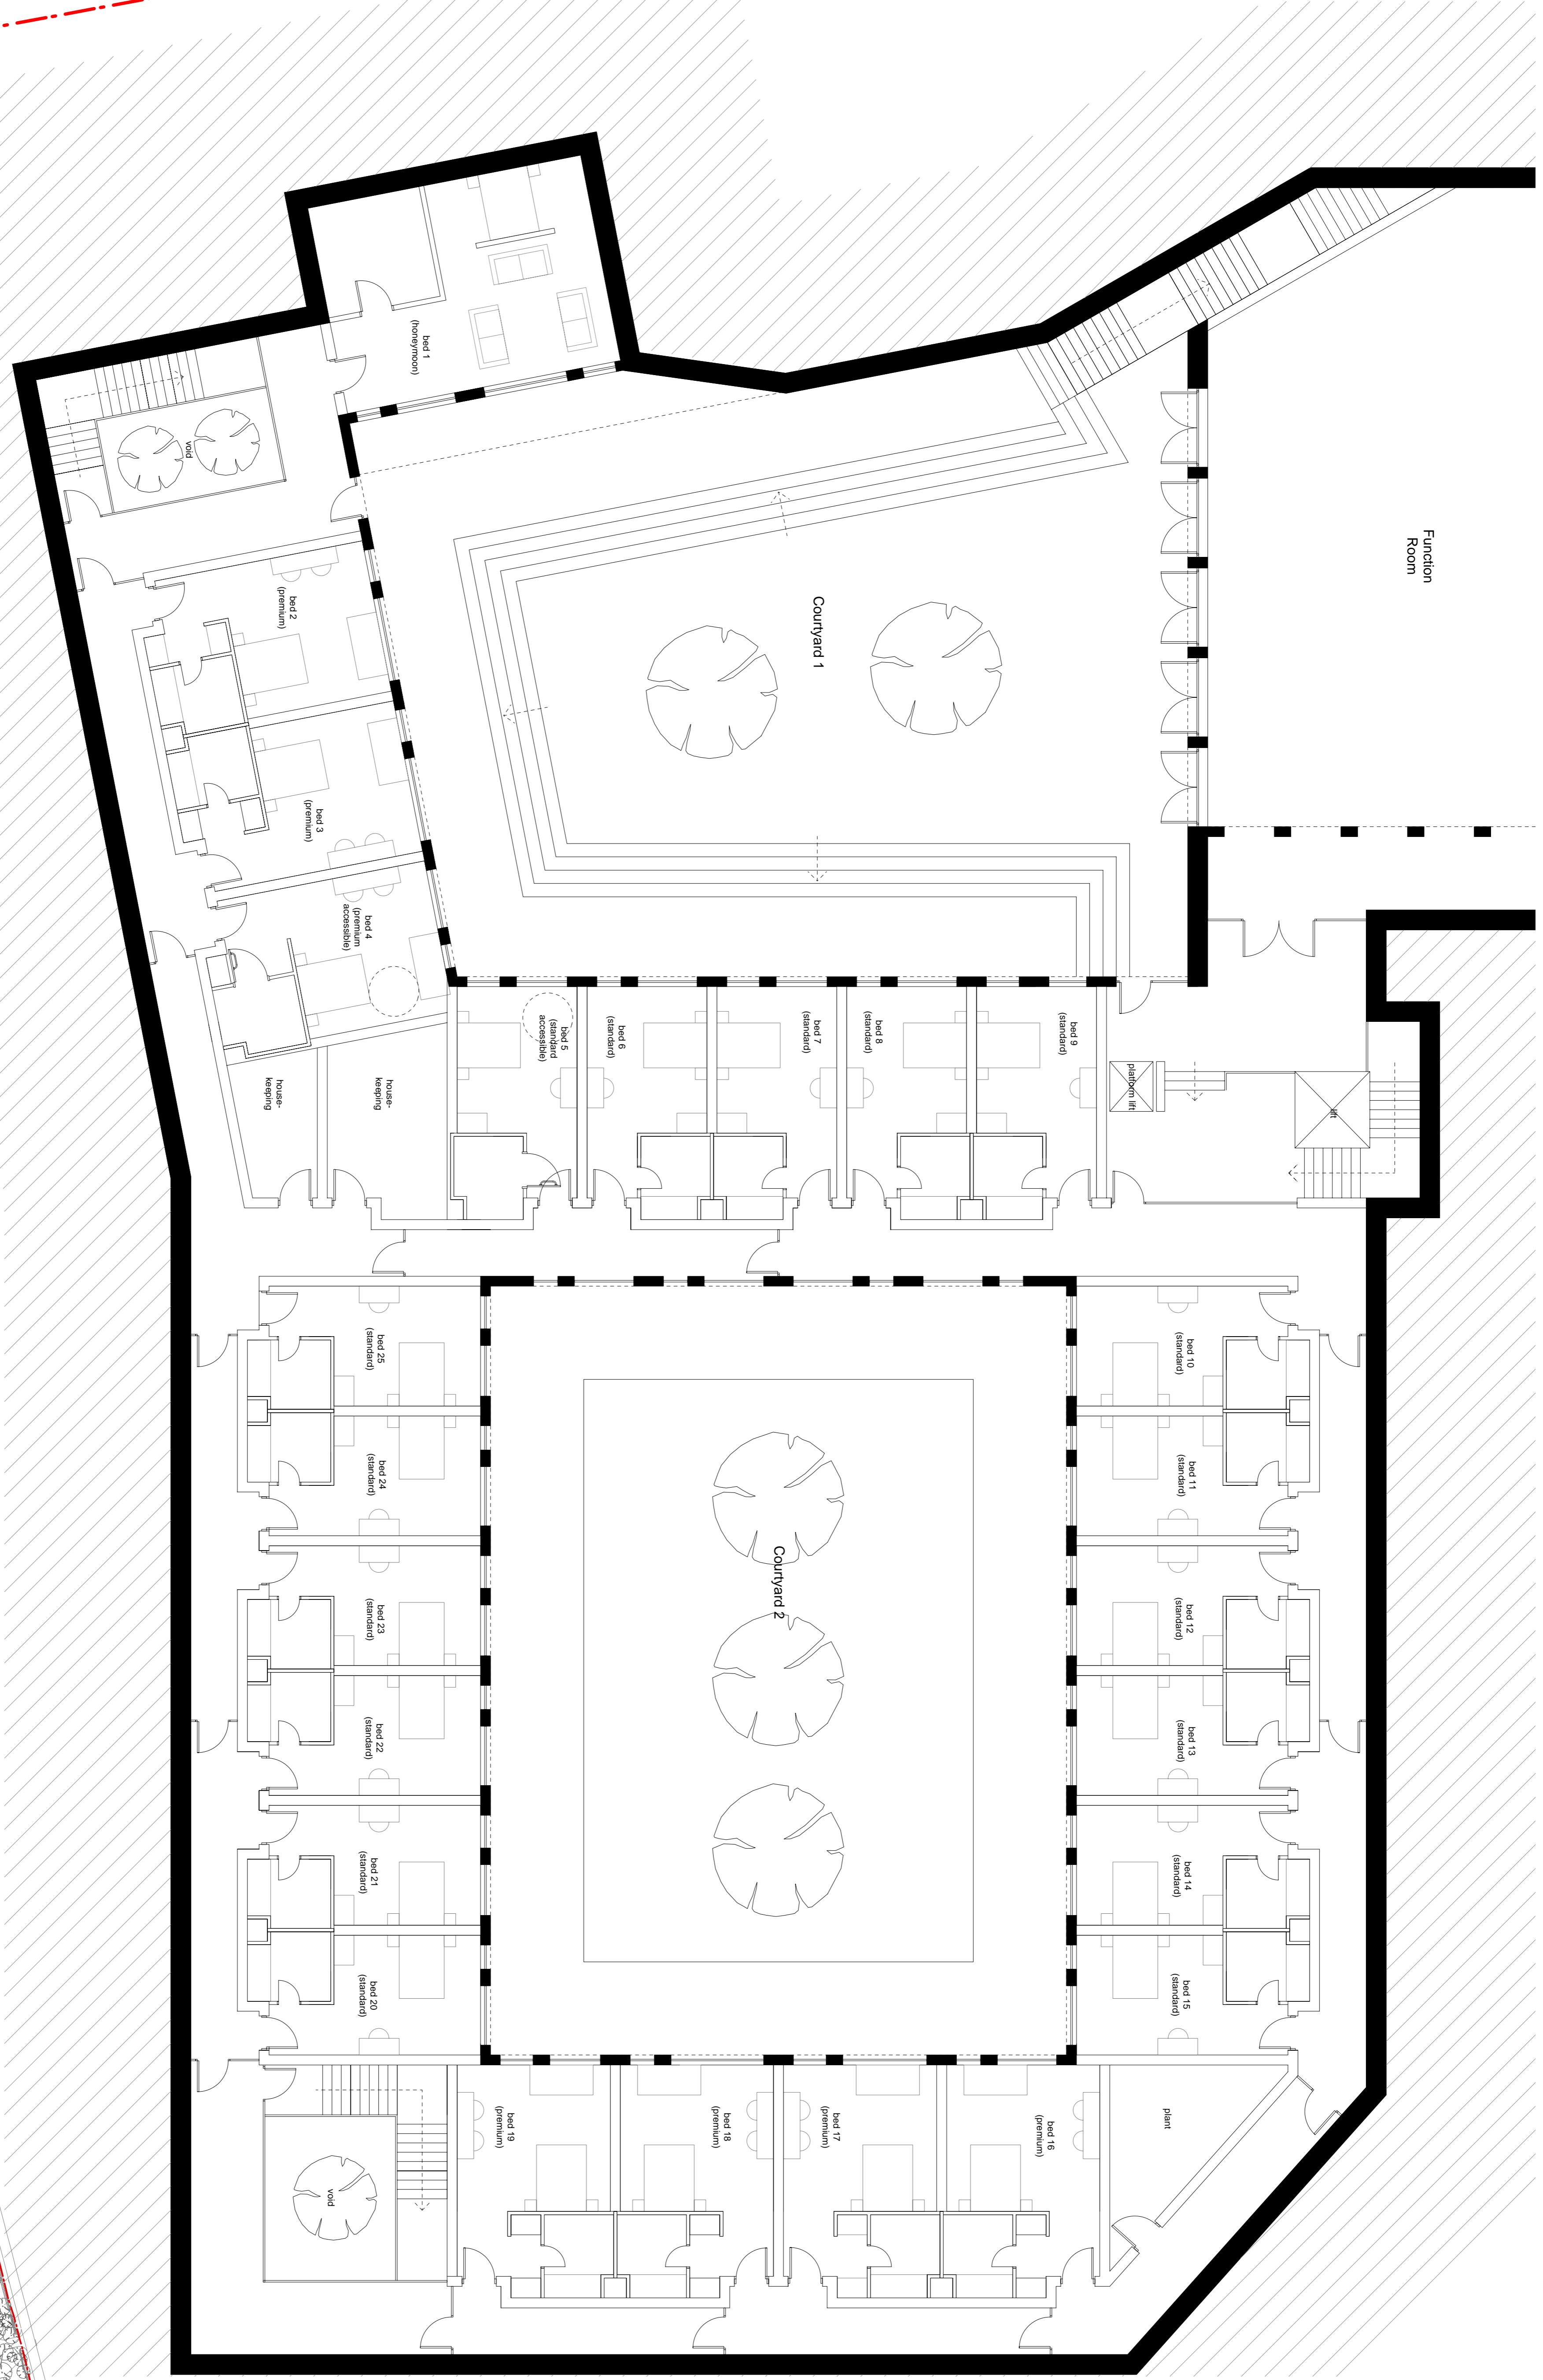 bed 1
(honeymoon)
void
Function
Room
Courtyard 1
bed 2
(premium)
bed 3
(premium)
bed 4
(premium
accessible)
house-
keeping
house-
keeping
bed 5
(standard
accessible)
bed 6
(standard)
bed 7
(standard)
bed 8
(standard)
bed 9
(standard)
platform lift
lift
bed 10
(standard)
bed 11
(standard)
bed 12
(standard)
bed 13
(standard)
bed 14
(standard)
bed 15
(standard)
Courtyard 2
bed 25
(standard)
bed 24
(standard)
bed 23
(standard)
bed 22
(standard)
bed 21
(standard)
bed 20
(standard)
bed 19
(premium)
bed 18
(premium)
bed 17
(premium)
bed 16
(premium)
plant
void